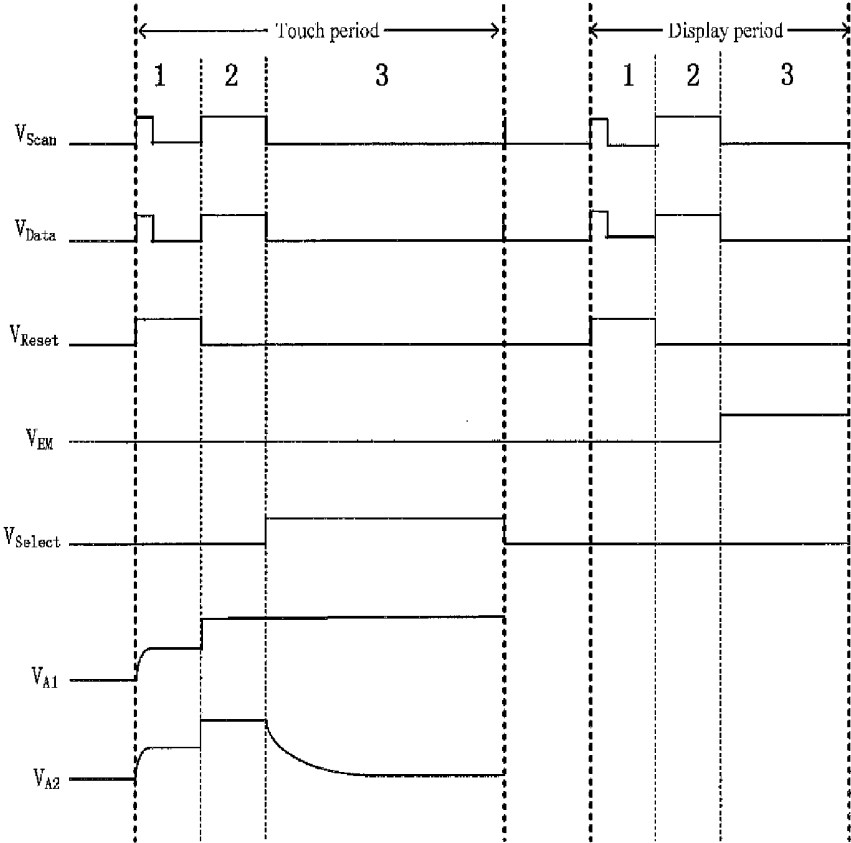 Touch period
Display period
1 2 3 1 2 3
VScan
VData
VReset
VEM
VSelect
VA1
VA2